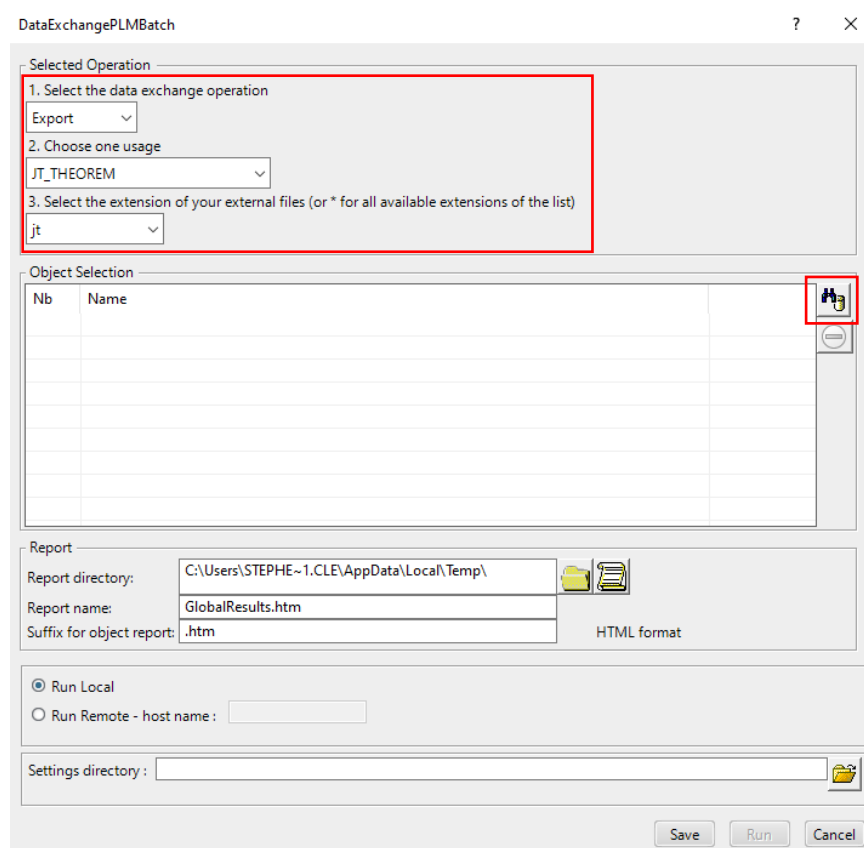 DataExchangePLMBatch ?
Selected Operation
1. Select the data exchange operation
Export
2. Choose one usage
JT_THEOREM
3. Select the extension of your external files (or * for all available extensions of the list)
jt
Object Selection
Nb Name
Report
Report directory: C:\Users\STEPHE~1.CLE\AppData\Local\Temp\
Report name: GlobalResults.htm
Suffix for object report: .htm HTML format
Run Local
Run Remote - host name :
Settings directory :
Save Run Cancel